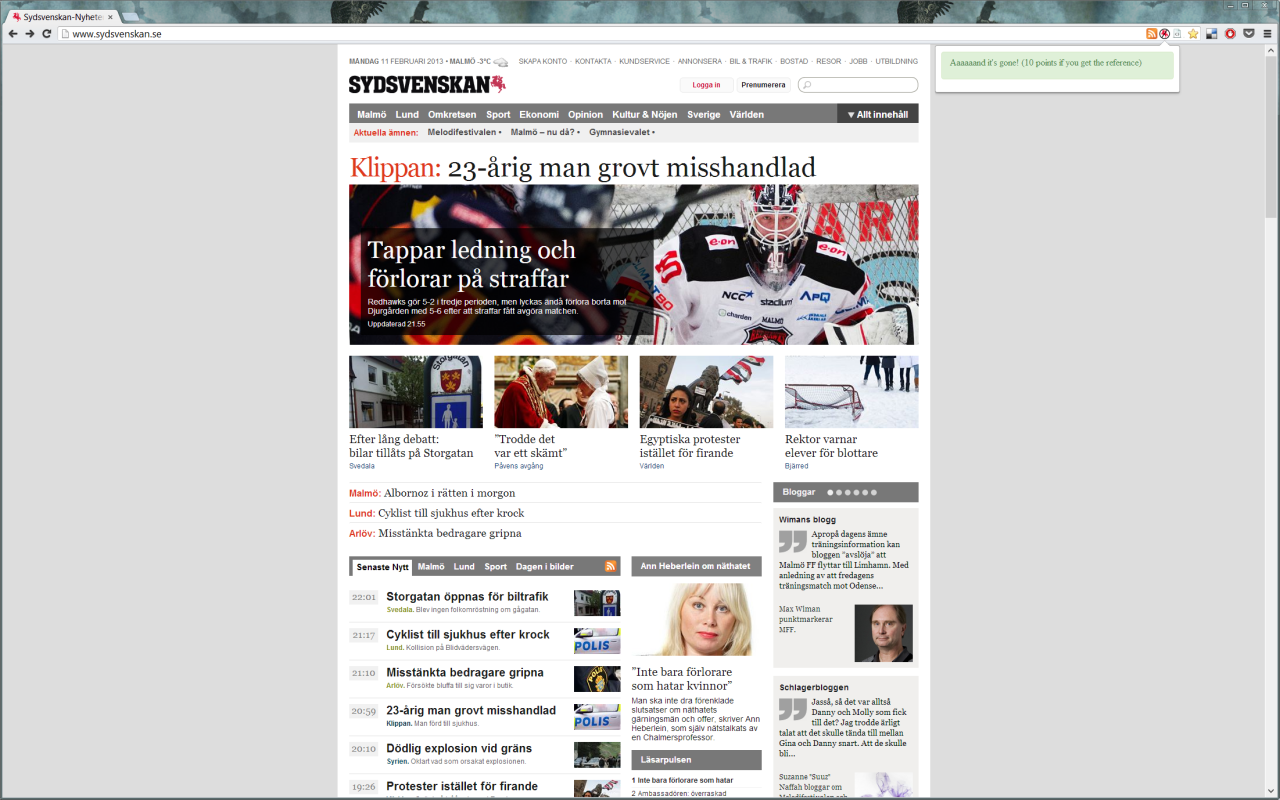 Sydsvenskan-Nyhete
www.sydsvenskan.se
Aaaaaand it's gone! (10 points if you get the reference)
MÅNDAG 11 FEBRUARI 2013 • MALMÖ -3°C
SKAPA KONTO · KONTAKTA · KUNDSERVICE · ANNONSERA · BIL & TRAFIK · BOSTAD · RESOR · JOBB · UTBILDNING
SYDSVENSKAN
Logga in
Prenumerera
Malmö Lund Omkretsen Sport Ekonomi Opinion Kultur & Nöjen Sverige Världen
▼ Allt innehåll
Aktuella ämnen: Melodifestivalen • Malmö – nu då? • Gymnasievalet •
Klippan: 23-årig man grovt misshandlad
Tappar ledning och
förlorar på straffar
Redhawks gör 5-2 i tredje perioden, men lyckas ändå förlora borta mot
Djurgården med 5-6 efter att straffar fått avgöra matchen.
Uppdaterad 21.55
e·on
e·on
40
NCC
stadium
ApQ
charden
MALMÖ
Storgatan
Efter lång debatt:
bilar tillåts på Storgatan
Svedala
”Trodde det
var ett skämt”
Påvens avgång
Egyptiska protester
istället för firande
Världen
Rektor varnar
elever för blottare
Bjärred
Malmö: Albornoz i rätten i morgon
Lund: Cyklist till sjukhus efter krock
Arlöv: Misstänkta bedragare gripna
Senaste Nytt Malmö Lund Sport Dagen i bilder
22:01 Storgatan öppnas för biltrafik
Svedala. Blev ingen folkomröstning om gågatan.
21:17 Cyklist till sjukhus efter krock
Lund. Kollision på Blidvädersvägen.
POLIS
21:10 Misstänkta bedragare gripna
Arlöv. Försökte bluffa till sig varor i butik.
20:59 23-årig man grovt misshandlad
Klippan. Man förd till sjukhus.
POLIS
20:10 Dödlig explosion vid gräns
Syrien. Oklart vad som orsakat explosionen.
19:26 Protester istället för firande
Ann Heberlein om näthatet
”Inte bara förlorare
som hatar kvinnor”
Man ska inte dra förenklade
slutsatser om näthatets
gärningsmän och offer, skriver Ann
Heberlein, som själv nätstalkats av
en Chalmersprofessor.
Läsarpulsen
1 Inte bara förlorare som hatar
2 Ambassadören: överraskad
Bloggar
Wimans blogg
Apropå dagens ämne
träningsinformation kan
bloggen ”avslöja” att
Malmö FF flyttar till Limhamn. Med
anledning av att fredagens
träningsmatch mot Odense...
Max Wiman
punktmarkerar
MFF.
Schlagerbloggen
Jasså, så det var alltså
Danny och Molly som fick
till det? Jag trodde ärligt
talat att det skulle tända till mellan
Gina och Danny snart. Att de skulle
bli...
Suzanne "Suur"
Naffah bloggar om
Melodifestivalen och